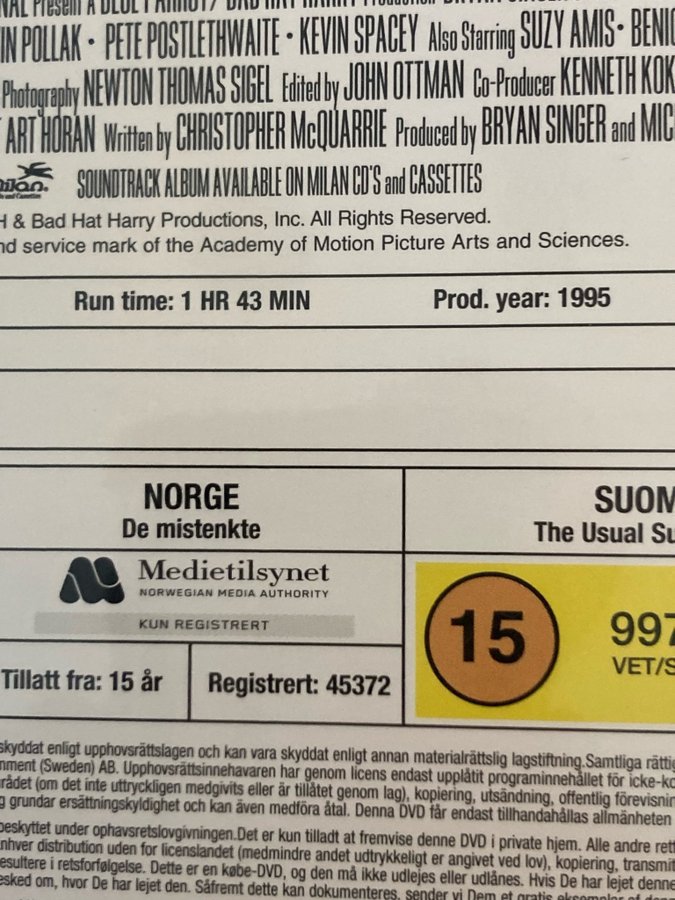 Present A
IN POLLAK • PETE POSTLETHWAITE • KEVIN SPACEY Also Starring SUZY AMIS • BENIC
Photography NEWTON THOMAS SIGEL Edited by JOHN OTTMAN Co-Producer KENNETH KOK
ART HORAN Written by CHRISTOPHER McQUARRIE Produced by BRYAN SINGER and MIC
milan SOUNDTRACK ALBUM AVAILABLE ON MILAN CD'S and CASSETTES
H & Bad Hat Harry Productions, Inc. All Rights Reserved.
nd service mark of the Academy of Motion Picture Arts and Sciences.
Run time: 1 HR 43 MIN Prod. year: 1995
NORGE SUOM
De mistenkte The Usual Su
Medietilsynet
NORWEGIAN MEDIA AUTHORITY
KUN REGISTRERT
15 997
VET/S
Tillatt fra: 15 år Registrert: 45372
skyddat enligt upphovsrättslagen och kan vara skyddat enligt annan materialrättslig lagstiftning.Samtliga rättig
nment (Sweden) AB. Upphovsrättsinnehavaren har genom licens endast upplåtit programinnehållet för icke-ko
rådet (om det inte uttryckligen medgivits eller är tillåtet genom lag), kopiering, utsändning, offentlig förevisnin
g grundar ersättningskyldighet och kan även medföra åtal. Denna DVD får endast tillhandahållas allmänheten
beskyttet under ophavsretslovgivningen.Det er kun tilladt at fremvise denne DVD i private hjem. Alle andre rett
nhver distribution uden for licenslandet (medmindre andet udtrykkeligt er angivet ved lov), kopiering, transmit
esultere i retsforfølgelse. Dette er en købe-DVD, og den må ikke udlejes eller udlånes. Hvis De har lejet denne
esked om, hvor De har lejet den. Såfremt dette kan dokumenteres, sender vi Dem et gratis